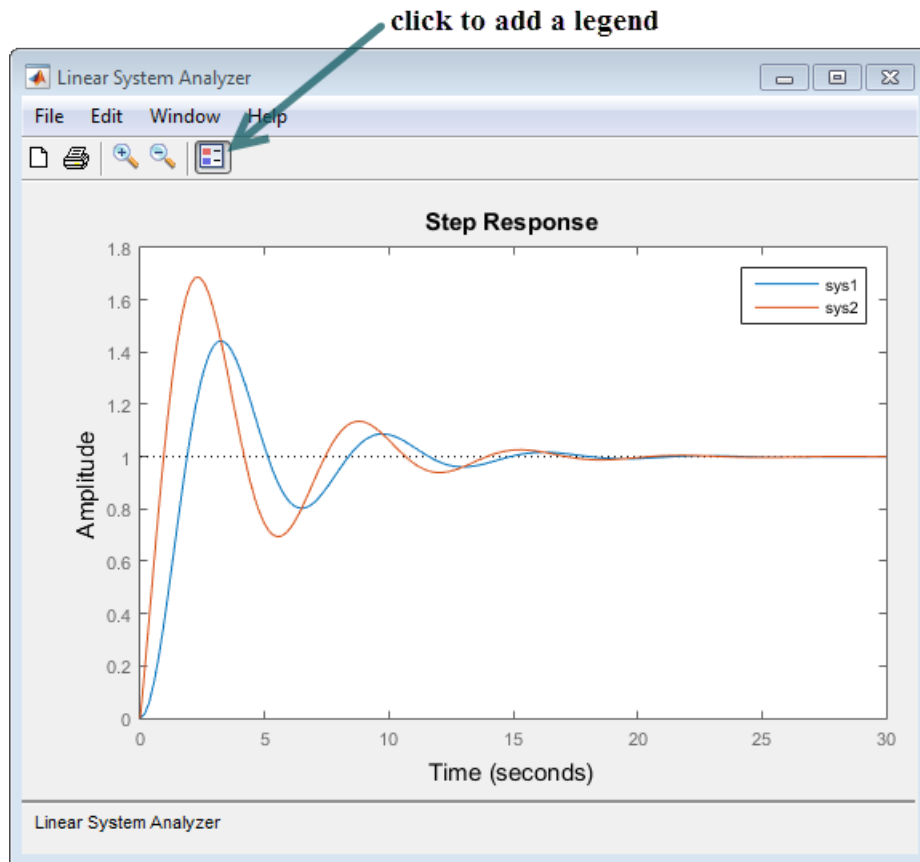 click to add a legend
Linear System Analyzer
File Edit Window Help
Step Response
1.8
1.6
1.4
1.2
1
0.8
0.6
0.4
0.2
0
sys1
sys2
Amplitude
0 5 10 15 20 25 30
Time (seconds)
Linear System Analyzer